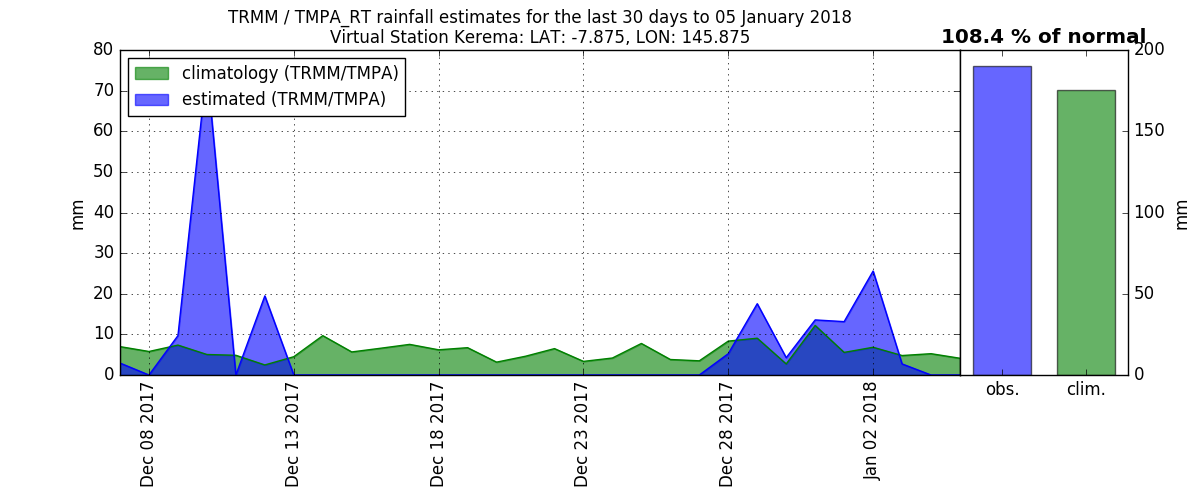 TRMM / TMPA_RT rainfall estimates for the last 30 days to 05 January 2018
Virtual Station Kerema: LAT: -7.875, LON: 145.875
108.4 % of normal
climatology (TRMM/TMPA)
estimated (TRMM/TMPA)
80
70
60
50
40
30
20
10
0
mm
Dec 08 2017
Dec 13 2017
Dec 18 2017
Dec 23 2017
Dec 28 2017
Jan 02 2018
obs.
clim.
200
150
100
50
0
mm